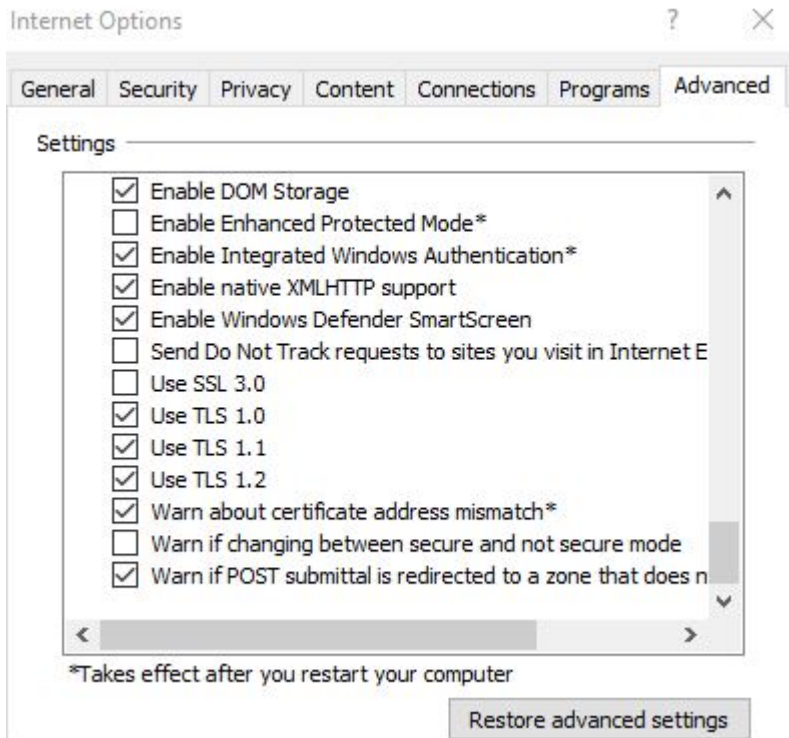 Internet Options
General Security Privacy Content Connections Programs Advanced
Settings
Enable DOM Storage
Enable Enhanced Protected Mode*
Enable Integrated Windows Authentication*
Enable native XMLHTTP support
Enable Windows Defender SmartScreen
Send Do Not Track requests to sites you visit in Internet E
Use SSL 3.0
Use TLS 1.0
Use TLS 1.1
Use TLS 1.2
Warn about certificate address mismatch*
Warn if changing between secure and not secure mode
Warn if POST submittal is redirected to a zone that does n
*Takes effect after you restart your computer
Restore advanced settings